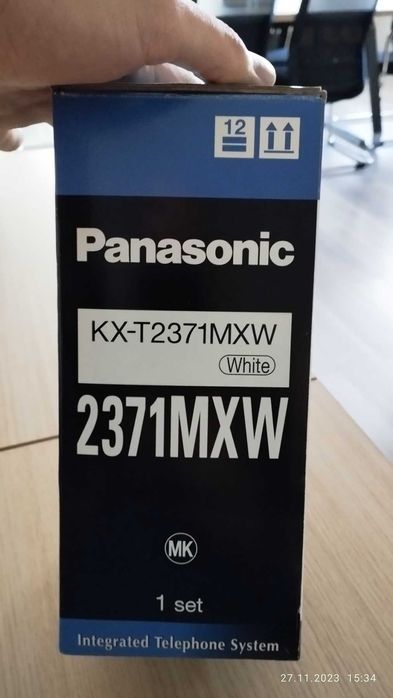 12
Panasonic
KX-T2371MXW
White
2371MXW
MK
1 set
Integrated Telephone System
27.11.2023 15:34